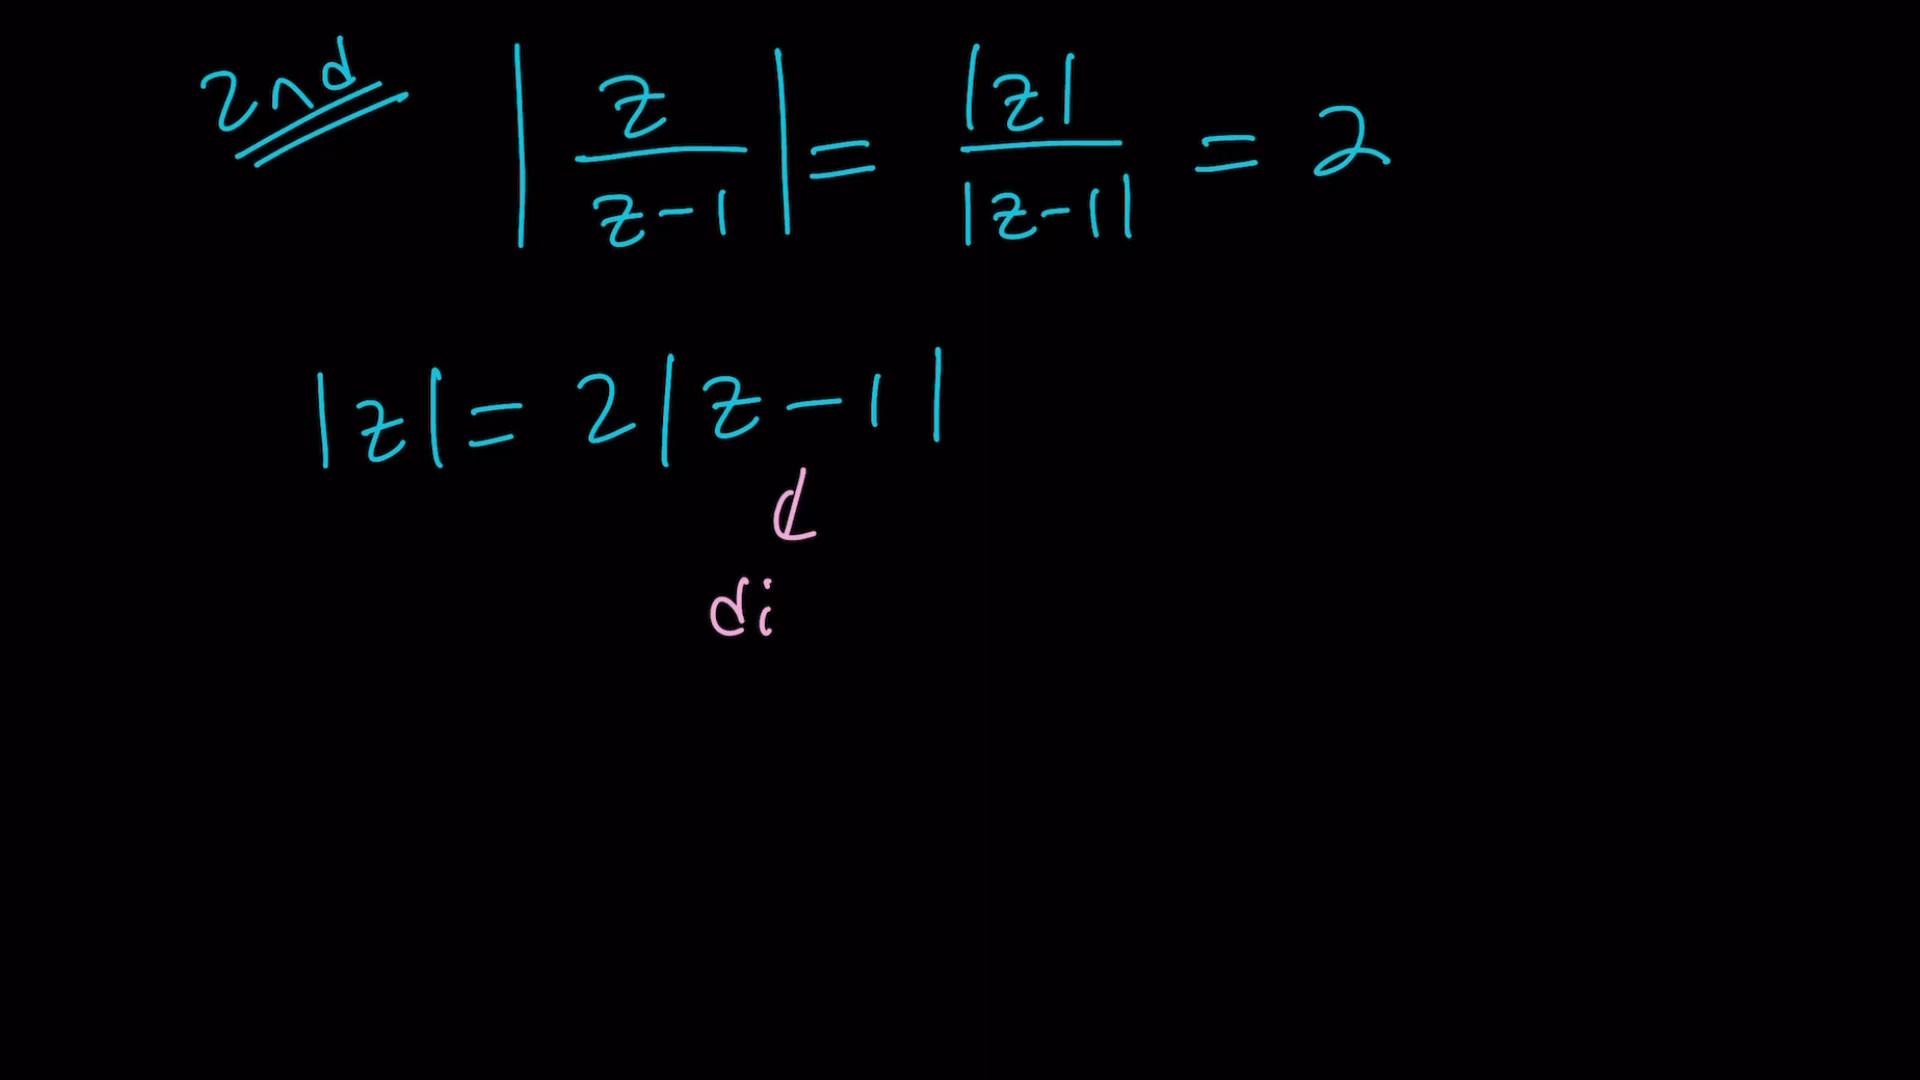 2nd | z / z-1 | = |z| / |z-1| = 2
|z| = 2|z-1|
di